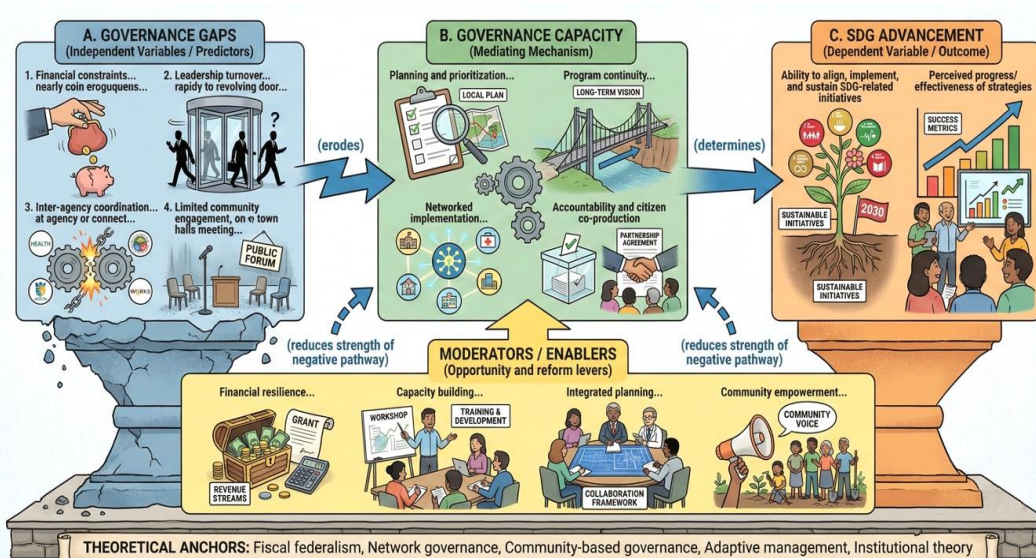 A. GOVERNANCE GAPS
(Independent Variables / Predictors)
1. Financial constraints...
nearly coin eroguquens...
2. Leadership turnover...
rapidly to revolving door...
?
3. Inter-agency coordination...
at agency or connect...
HEALTH
WORKS
4. Limited community
engagement, on e town
halls meeting...
PUBLIC
FORUM
(erodes)
B. GOVERNANCE CAPACITY
(Mediating Mechanism)
Planning and prioritization...
LOCAL PLAN
Program continuity...
LONG-TERM VISION
Networked
implementation...
Accountability and citizen
co-production
PARTNERSHIP
AGREEMENT
(determines)
C. SDG ADVANCEMENT
(Dependent Variable / Outcome)
Ability to align, implement,
and sustain SDG-related
initiatives
2030
SUSTAINABLE
INITIATIVES
SUSTAINABLE
INITIATIVES
Perceived progress/
effectiveness of strategies
SUCCESS
METRICS
(reduces strength of
negative pathway)
(reduces strength of
negative pathway)
MODERATORS / ENABLERS
(Opportunity and reform levers)
Financial resilience...
GRANT
REVENUE
STREAMS
Capacity building...
WORKSHOP
TRAINING &
DEVELOPMENT
Integrated planning...
COLLABORATION
FRAMEWORK
Community empowerment...
COMMUNITY
VOICE
THEORETICAL ANCHORS: Fiscal federalism, Network governance, Community-based governance, Adaptive management, Institutional theory